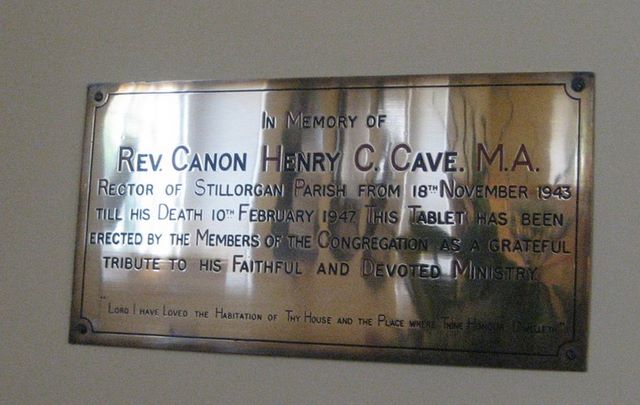 In Memory of
Rev. Canon Henry C. Cave. M.A.
Rector of Stillorgan Parish from 18th November 1943
till his Death 10th February 1947. This Tablet has been
erected by the Members of the Congregation as a grateful
tribute to his Faithful and Devoted Ministry.
"Lord I have Loved the Habitation of Thy House and the Place where Thine Honour Dwelleth"